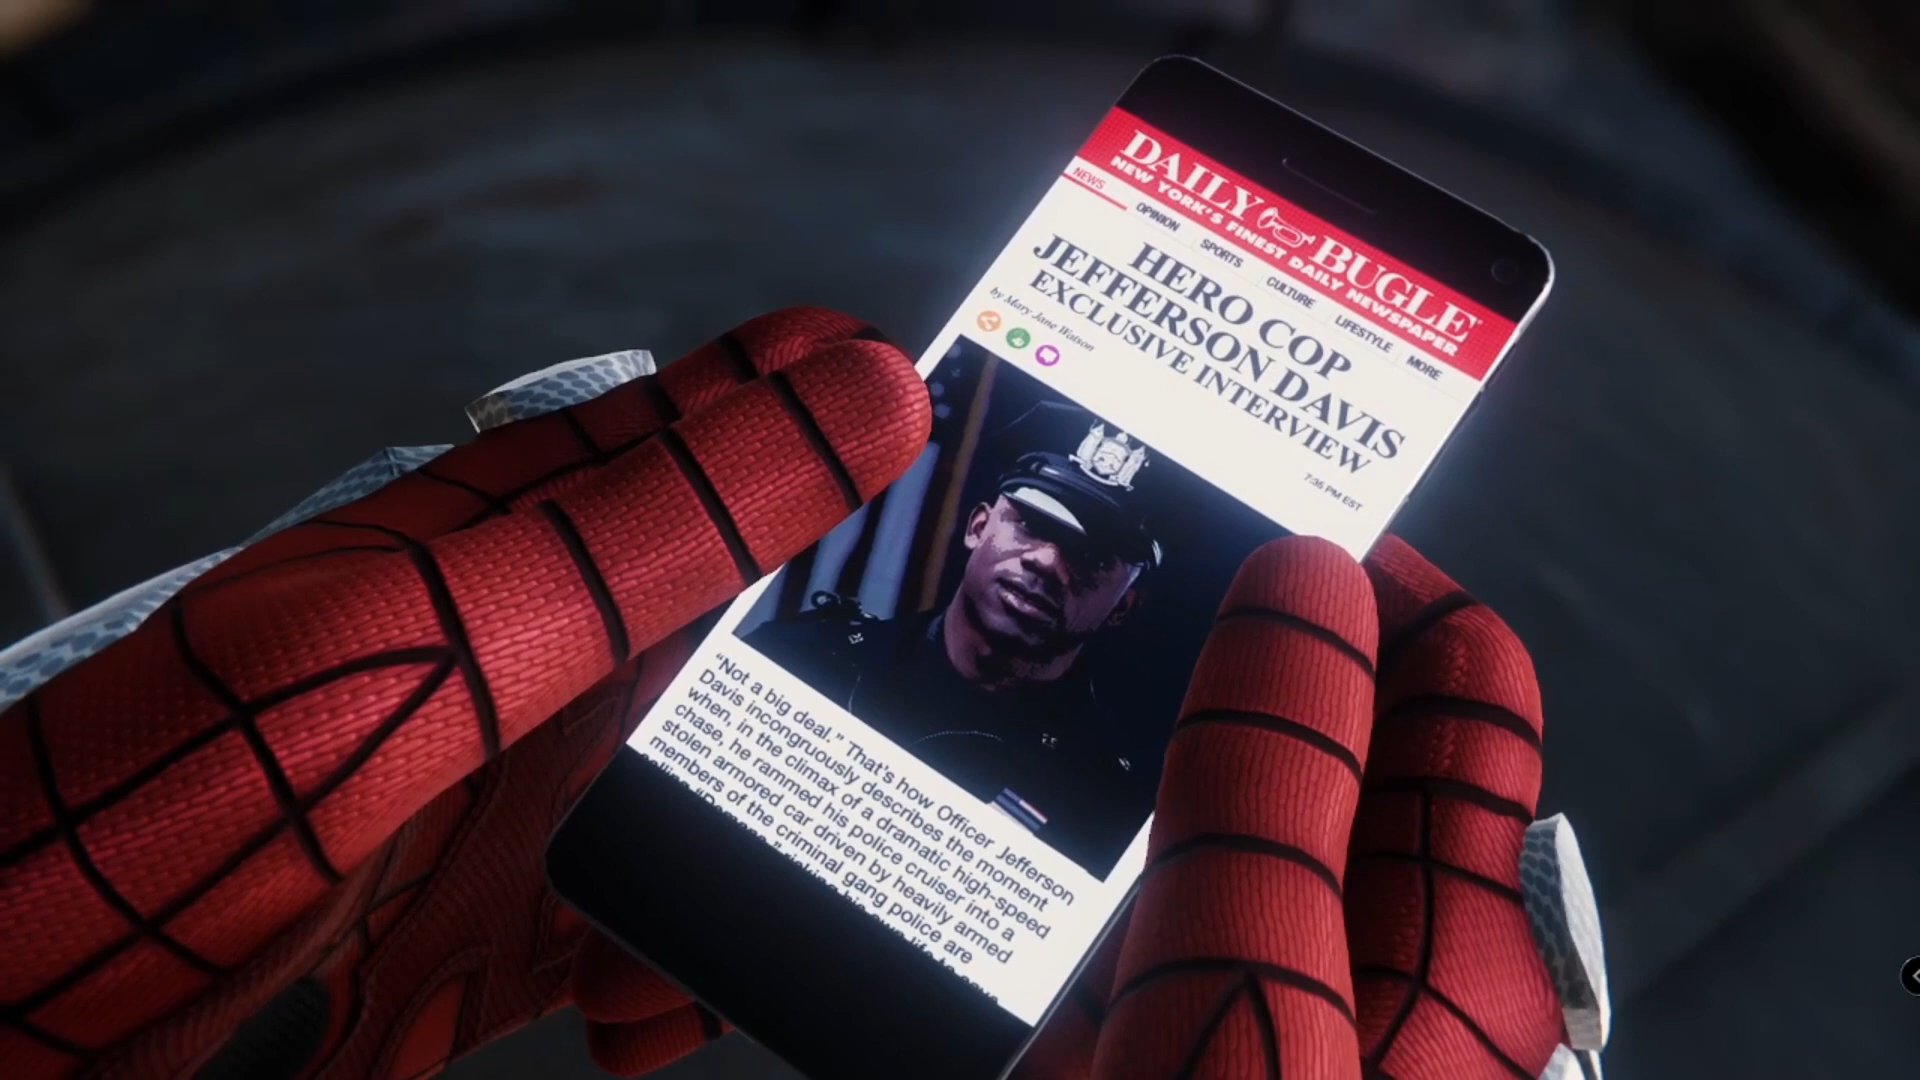 DAILY BUGLE
NEW YORK'S FINEST DAILY NEWSPAPER
NEWS OPINION SPORTS CULTURE LIFESTYLE MORE
HERO COP
JEFFERSON DAVIS
EXCLUSIVE INTERVIEW
by Mary Jane Watson
7:35 PM EST
“Not a big deal.” That's how Officer Jefferson
Davis incongruously describes the moment
when, in the climax of a dramatic high-speed
chase, he rammed his police cruiser into a
stolen armored car driven by heavily armed
members of the criminal gang police are